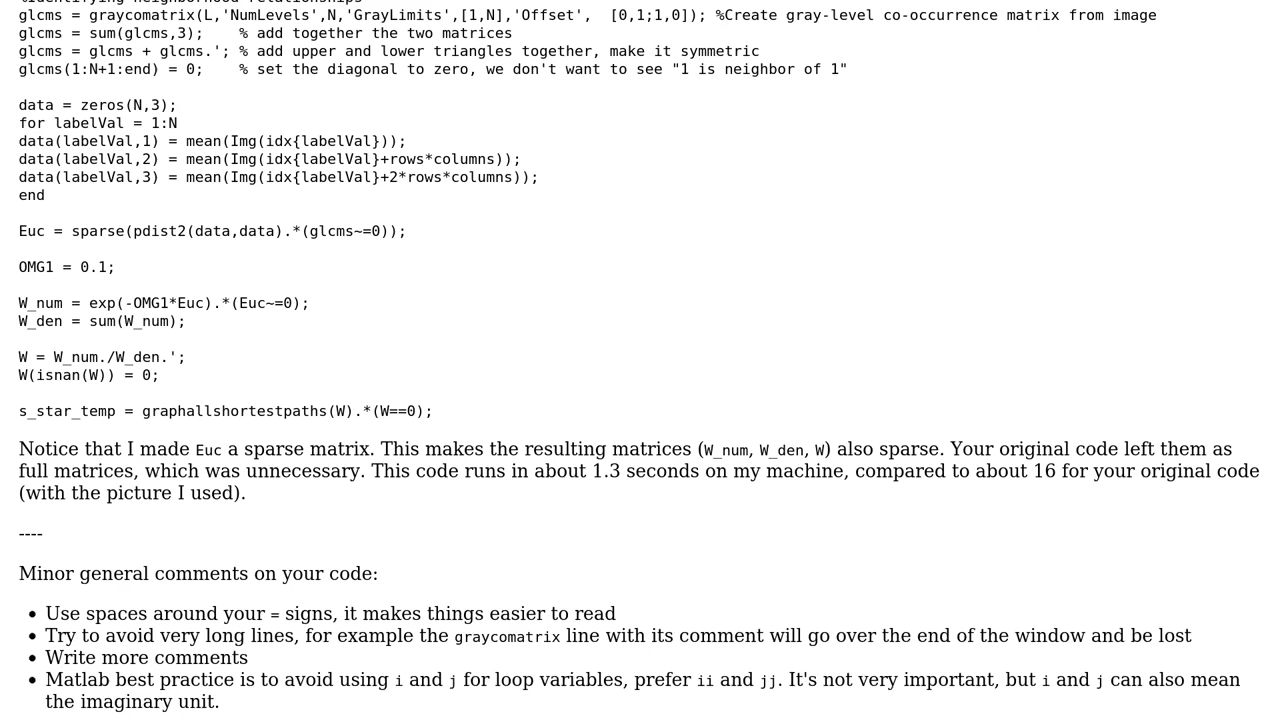 %Identifying neighborhood relationships
glcms = graycomatrix(L,'NumLevels',N,'GrayLimits',[1,N],'Offset',  [0,1;1,0]); %Create gray-level co-occurrence matrix from image
glcms = sum(glcms,3);    % add together the two matrices
glcms = glcms + glcms.'; % add upper and lower triangles together, make it symmetric
glcms(1:N+1:end) = 0;    % set the diagonal to zero, we don't want to see "1 is neighbor of 1"
data = zeros(N,3);
for labelVal = 1:N
data(labelVal,1) = mean(Img(idx{labelVal}));
data(labelVal,2) = mean(Img(idx{labelVal}+rows*columns));
data(labelVal,3) = mean(Img(idx{labelVal}+2*rows*columns));
end
Euc = sparse(pdist2(data,data).*(glcms~=0));
OMG1 = 0.1;
W_num = exp(-OMG1*Euc).*(Euc~=0);
W_den = sum(W_num);
W = W_num./W_den.';
W(isnan(W)) = 0;
s_star_temp = graphallshortestpaths(W).*(W==0);
Notice that I made Euc a sparse matrix. This makes the resulting matrices (W_num, W_den, W) also sparse. Your original code left them as
full matrices, which was unnecessary. This code runs in about 1.3 seconds on my machine, compared to about 16 for your original code
(with the picture I used).
----
Minor general comments on your code:
• Use spaces around your = signs, it makes things easier to read
• Try to avoid very long lines, for example the graycomatrix line with its comment will go over the end of the window and be lost
• Write more comments
• Matlab best practice is to avoid using i and j for loop variables, prefer ii and jj. It's not very important, but i and j can also mean
the imaginary unit.